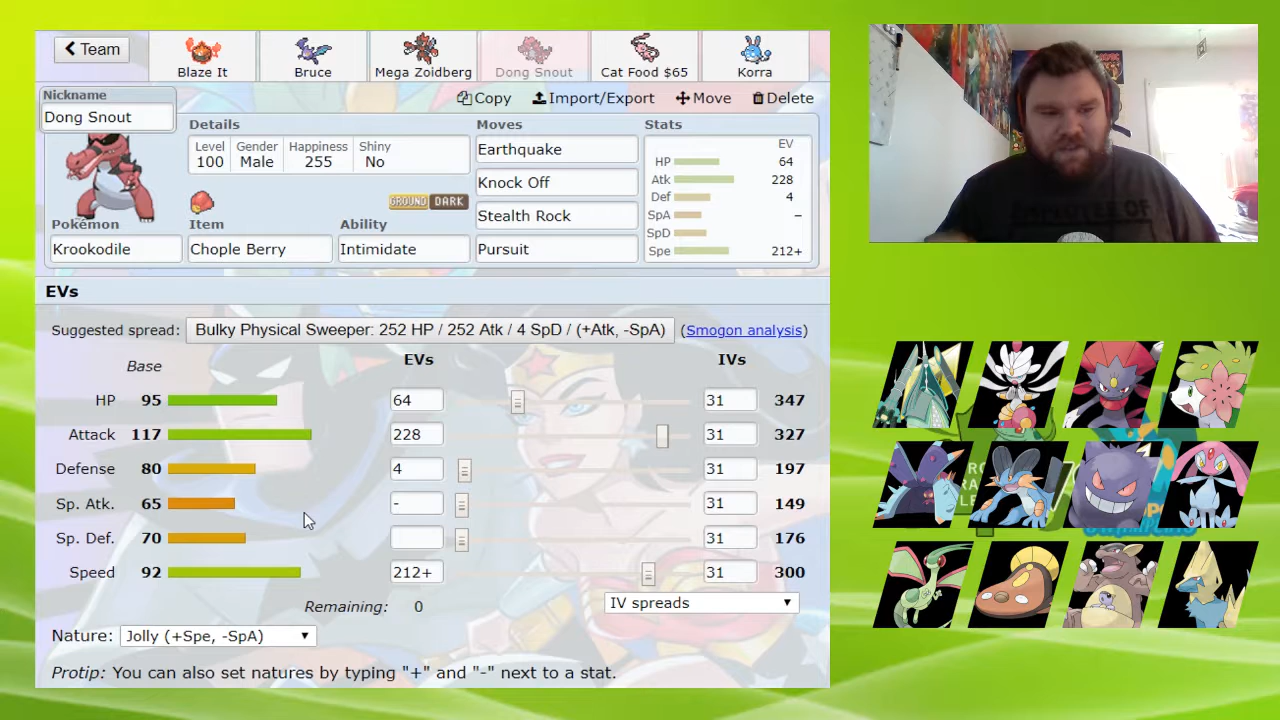 Team
Blaze It
Bruce
Mega Zoidberg
Dong Snout
Cat Food $65
Korra
Nickname
Dong Snout
Copy
Import/Export
Move
Delete
Details
Level
100
Gender
Male
Happiness
255
Shiny
No
GROUND DARK
Pokémon
Krookodile
Item
Chople Berry
Ability
Intimidate
Moves
Earthquake
Knock Off
Stealth Rock
Pursuit
Stats
EV
HP 64
Atk 228
Def 4
SpA –
SpD
Spe 212+
EVs
Suggested spread: Bulky Physical Sweeper: 252 HP / 252 Atk / 4 SpD / (+Atk, -SpA) (Smogon analysis)
Base EVs IVs
HP 95 64 31 347
Attack 117 228 31 327
Defense 80 4 31 197
Sp. Atk. 65 - 31 149
Sp. Def. 70 31 176
Speed 92 212+ 31 300
Remaining: 0
IV spreads
Nature: Jolly (+Spe, -SpA)
Protip: You can also set natures by typing "+" and "-" next to a stat.
EMPLOYEE OF